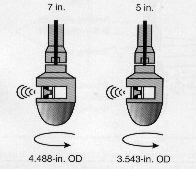 7 in.
5 in.
4.488-in. OD
3.543-in. OD